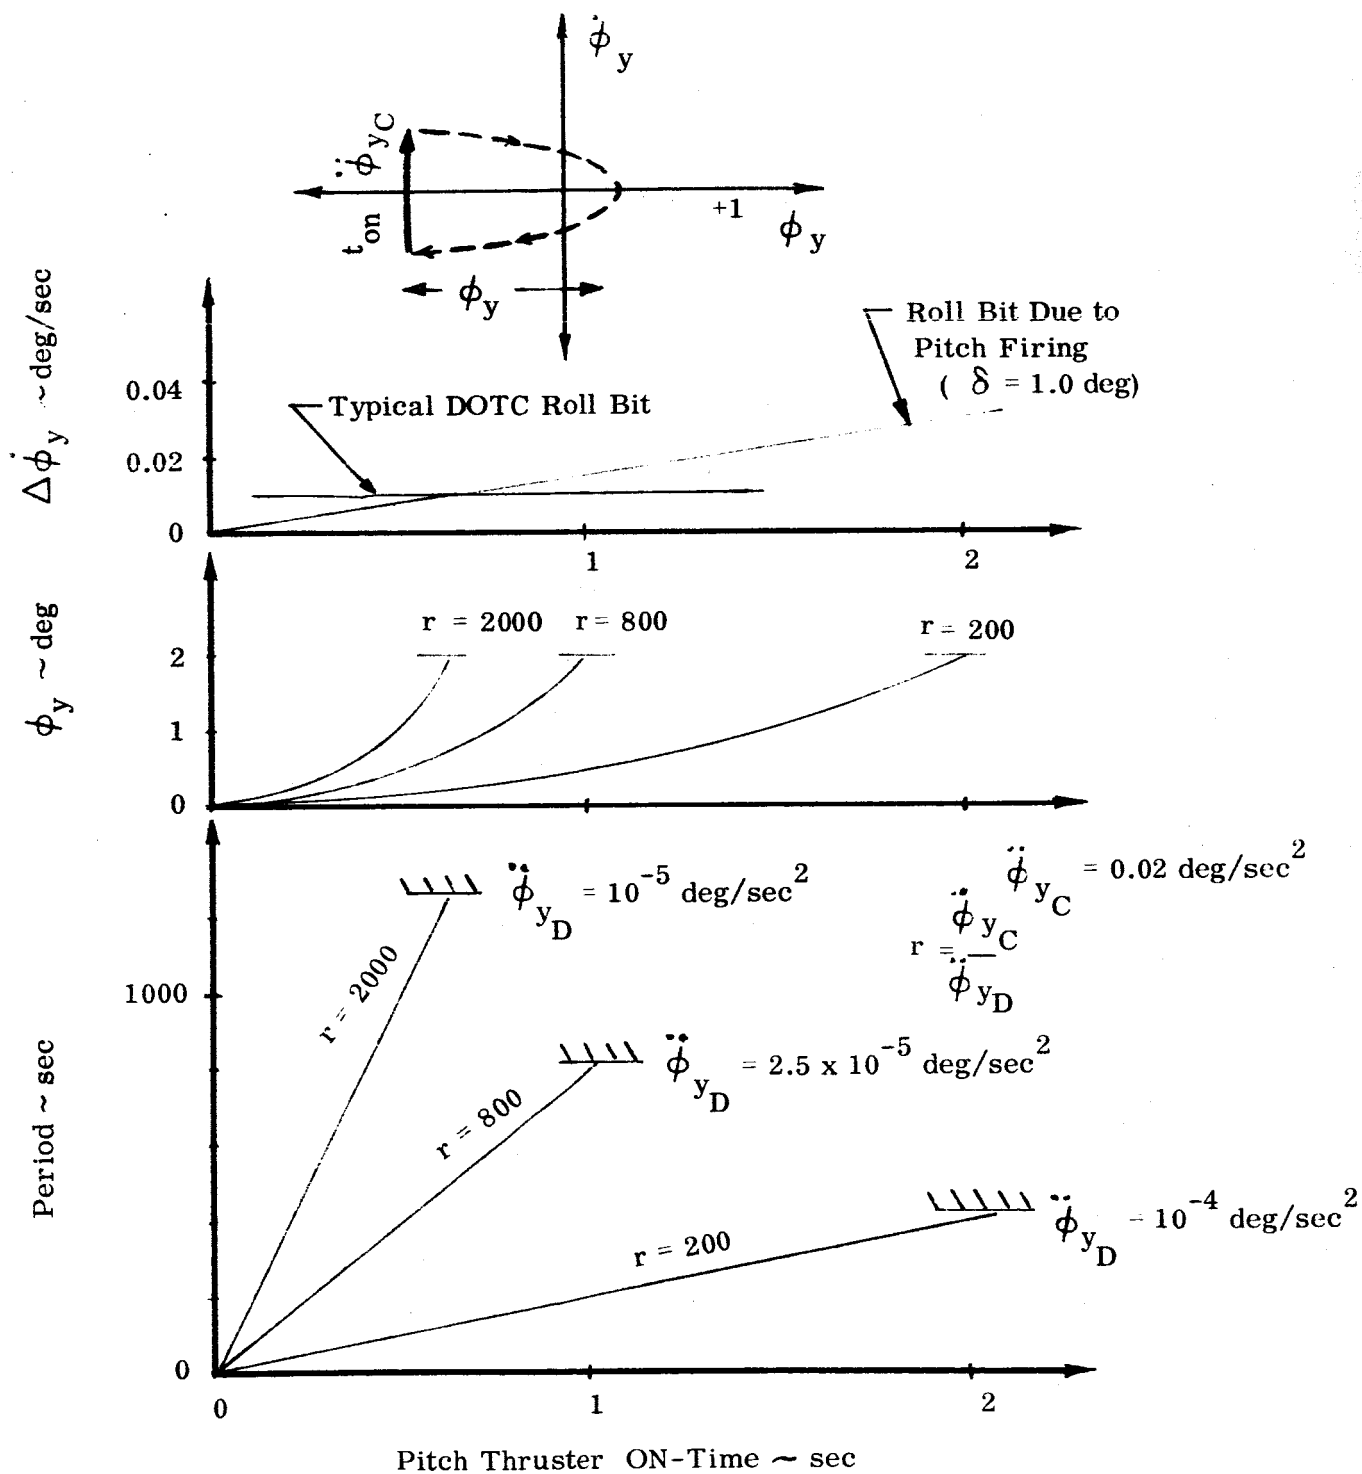 ϕ̇y
ϕ̈yC
ton
+1
ϕy
ϕy
Δϕ̇y ~deg/sec
0.04
0.02
0
Typical DOTC Roll Bit
Roll Bit Due to
Pitch Firing
( δ = 1.0 deg)
1
2
ϕy ~deg
2
1
0
r = 2000
r = 800
r = 200
Period ~ sec
1000
0
r = 2000
ϕ̈yD = 10⁻⁵ deg/sec²
ϕ̈yC = 0.02 deg/sec²
r = ϕ̈yC / ϕ̈yD
r = 800
ϕ̈yD = 2.5 x 10⁻⁵ deg/sec²
r = 200
ϕ̈yD = 10⁻⁴ deg/sec²
0
1
2
Pitch Thruster ON-Time ~ sec